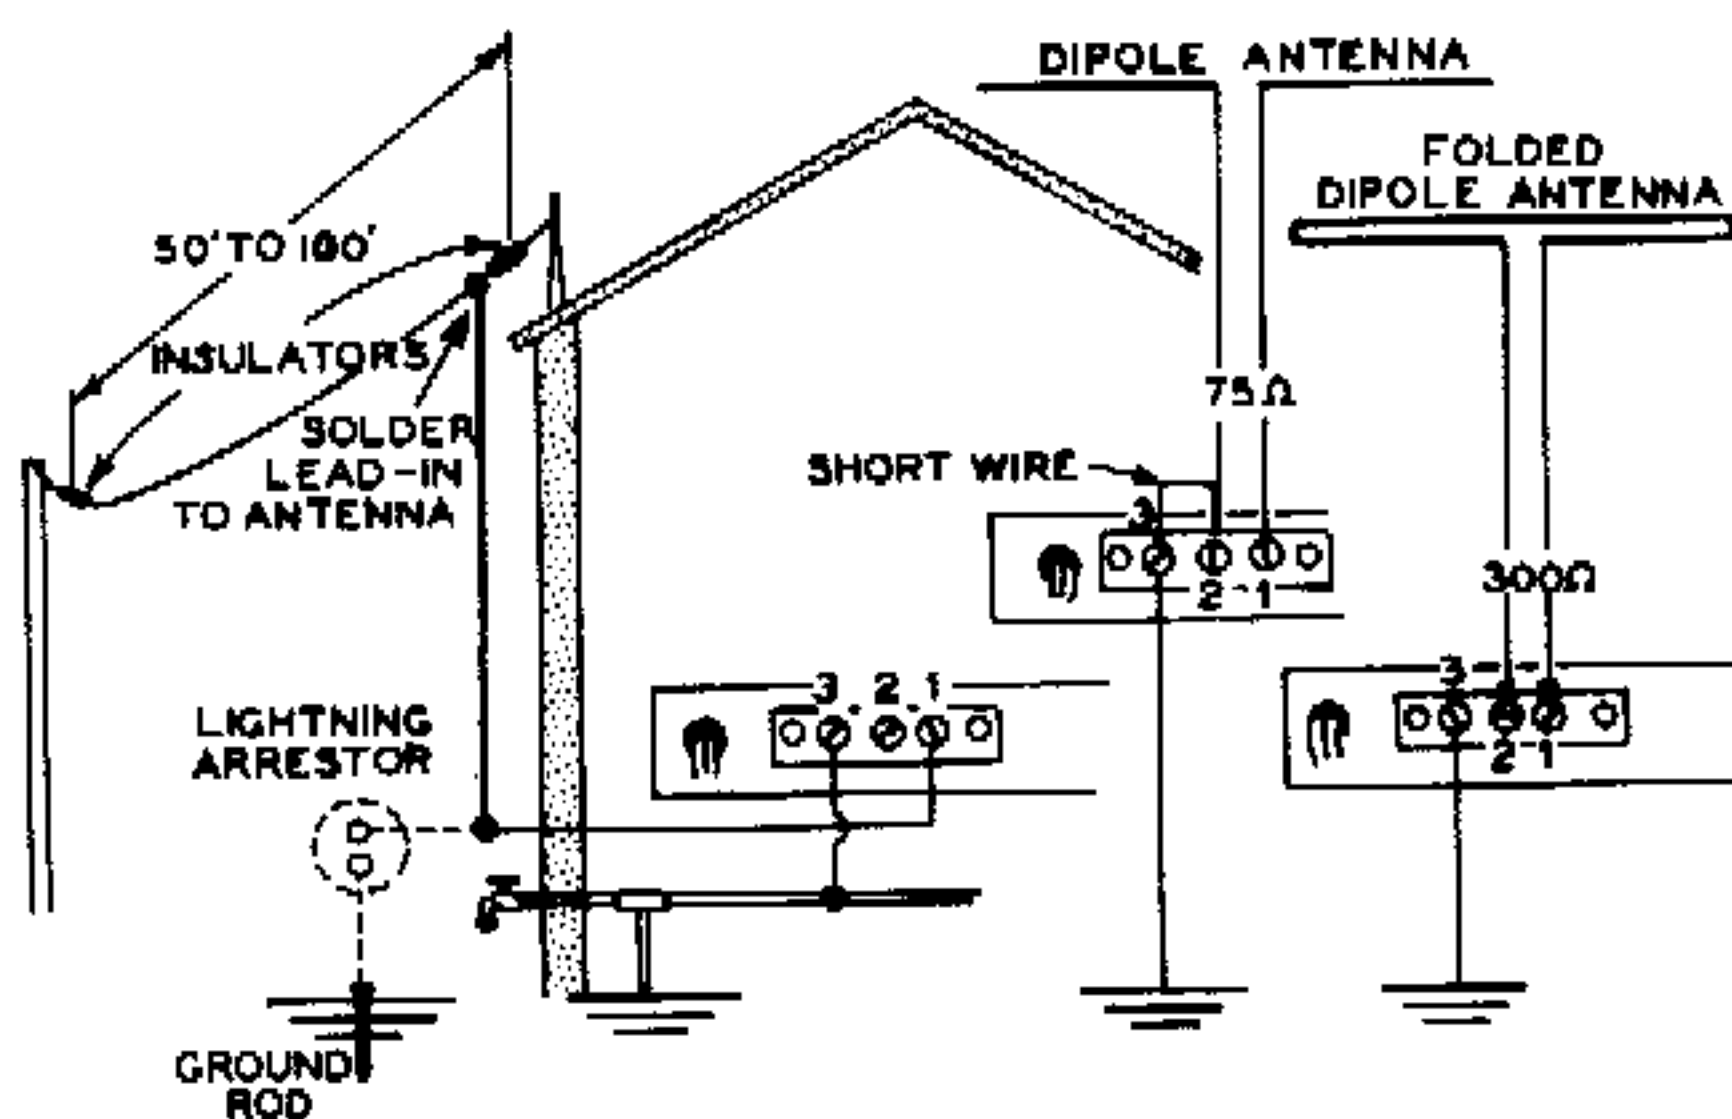 DIPOLE ANTENNA
FOLDED
DIPOLE ANTENNA
50' TO 100'
INSULATORS
SOLDER
LEAD-IN
TO ANTENNA
75Ω
SHORT WIRE
3
2 1
300Ω
3
2 1
3 2 1
LIGHTNING
ARRESTOR
GROUND
ROD